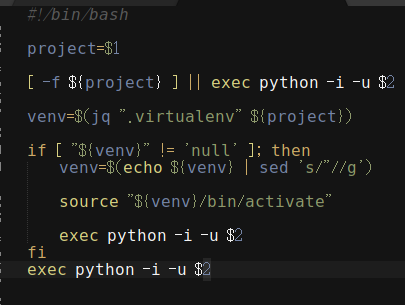 #!/bin/bash
project=$1
[ -f ${project} ] || exec python -i -u $2
venv=$(jq ".virtualenv" ${project})
if [ "${venv}" != 'null' ]; then
venv=$(echo ${venv} | sed 's/"//g')
source "${venv}/bin/activate"
exec python -i -u $2
fi
exec python -i -u $2